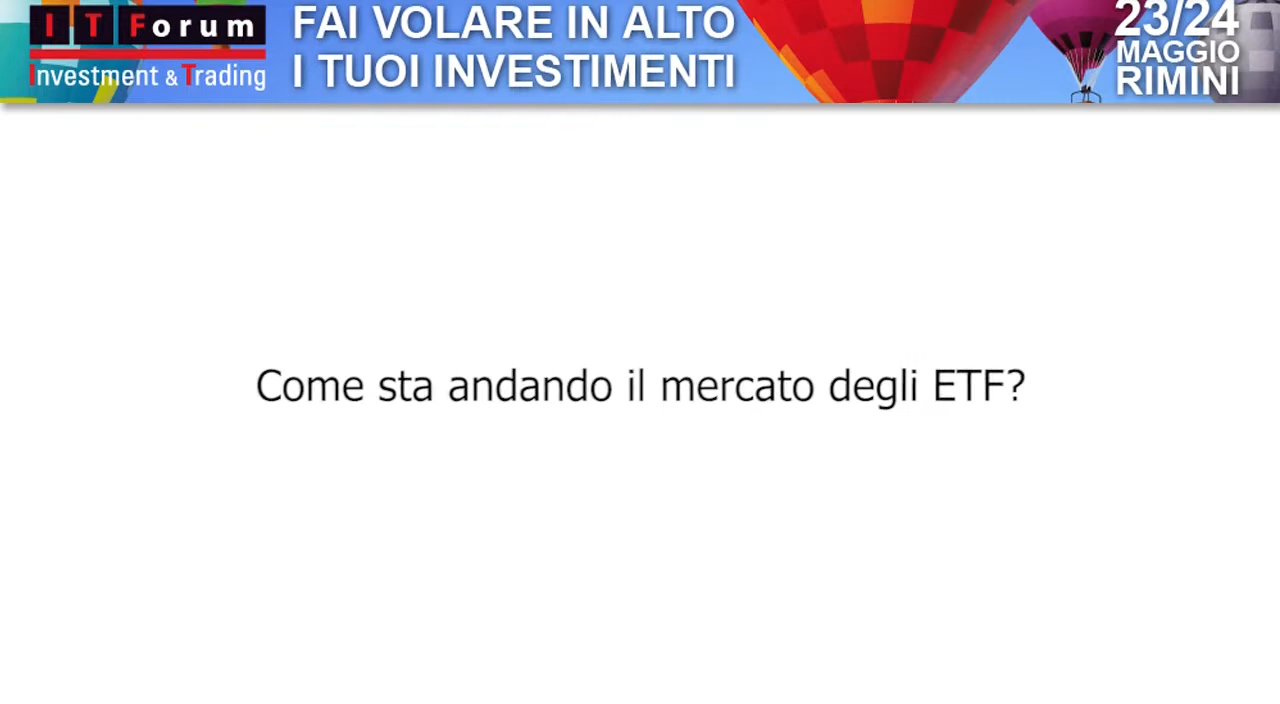 IT Forum
Investment & Trading
FAI VOLARE IN ALTO
I TUOI INVESTIMENTI
23/24
MAGGIO
RIMINI
Come sta andando il mercato degli ETF?